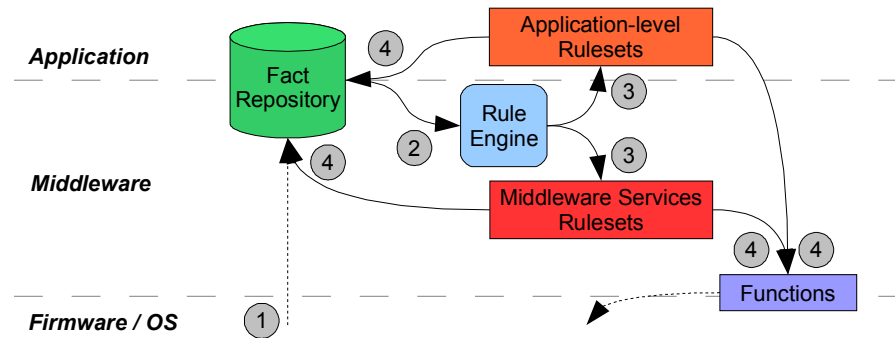 Application
Fact
Repository
4
Application-level
Rulesets
3
2
Rule
Engine
3
Middleware
4
Middleware Services
Rulesets
4
4
Functions
Firmware / OS
1